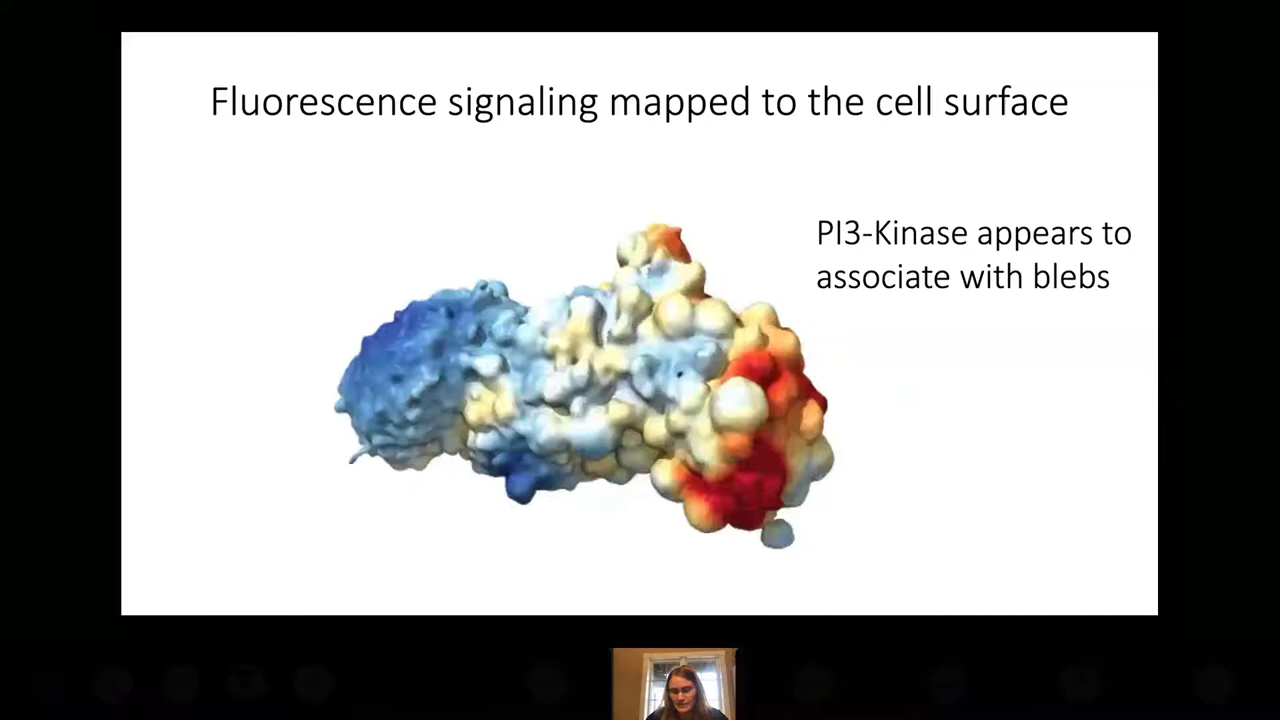 Fluorescence signaling mapped to the cell surface
PI3-Kinase appears to
associate with blebs